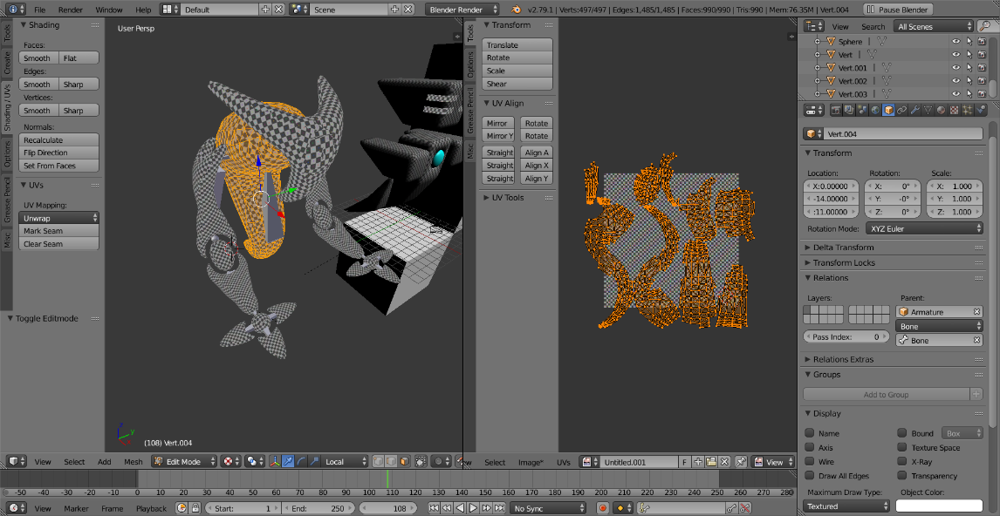 File Render Window Help Default Scene Blender Render v2.79.1 | Verts:497/497 | Edges:1,485/1,485 | Faces:990/990 | Tris:990 | Mem:76.35M | Vert.004 Pause Blender
Tools
Create
Shading / UVs
Options
Grease Pencil
Misc
Shading
Faces:
Smooth Flat
Edges:
Smooth Sharp
Vertices:
Smooth Sharp
Normals:
Recalculate
Flip Direction
Set From Faces
UVs
UV Mapping:
Unwrap
Mark Seam
Clear Seam
Toggle Editmode
User Persp
(108) Vert.004
Tools
Options
Grease Pencil
Misc
Transform
Translate
Rotate
Scale
Shear
UV Align
Mirror Rotate
Mirror Y Rotate
Straight Align A
Straight Align X
Straight Align Y
UV Tools
View Search All Scenes
Sphere
Vert
Vert.001
Vert.002
Vert.003
Vert.004
Transform
Location: Rotation: Scale:
X:0.00000 X: 0° X: 1.000
-14.00000 Y: -0° Y: 1.000
:11.00000 Z: 0° Z: 1.000
Rotation Mode: XYZ Euler
Delta Transform
Transform Locks
Relations
Layers: Parent:
Armature
Bone
Pass Index: 0 Bone
Relations Extras
Groups
Add to Group
Display
Name Bound Box
Axis Texture Space
Wire X-Ray
Draw All Edges Transparency
Maximum Draw Type: Object Color:
Textured
View Select Add Mesh Edit Mode Local
Select Image* UVs Untitled.001 F View
-50 -40 -30 -20 -10 0 10 20 30 40 50 60 70 80 90 100 110 120 130 140 150 160 170 180 190 200 210 220 230 240 250 260 270 280
View Marker Frame Playback Start: 1 End: 250 108 No Sync